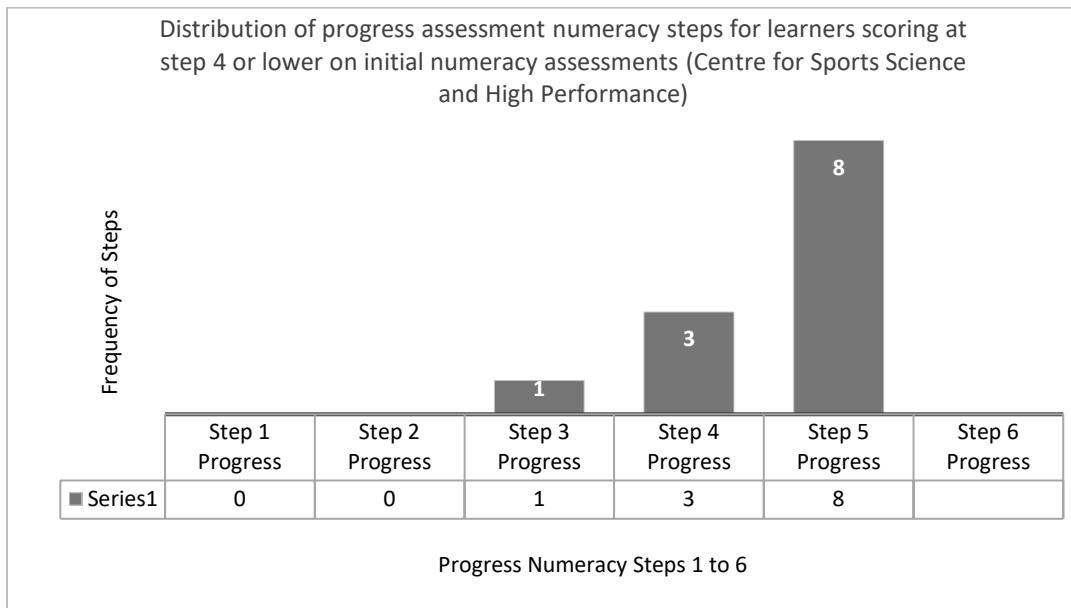 Distribution of progress assessment numeracy steps for learners scoring at
step 4 or lower on initial numeracy assessments (Centre for Sports Science
and High Performance)
Frequency of Steps
8
3
1
Step 1 Progress
Step 2 Progress
Step 3 Progress
Step 4 Progress
Step 5 Progress
Step 6 Progress
Series1 0 0 1 3 8
Progress Numeracy Steps 1 to 6